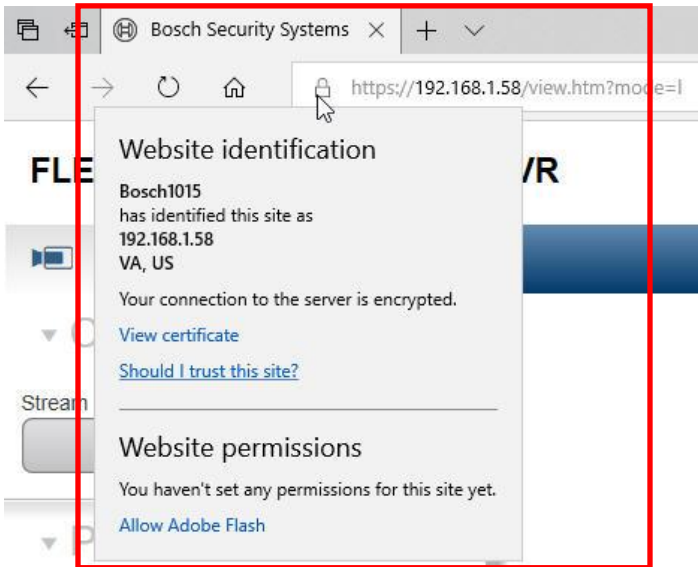 Bosch Security Systems
https://192.168.1.58/view.htm?mode=l
FLE
VR
Website identification
Bosch1015
has identified this site as
192.168.1.58
VA, US
Your connection to the server is encrypted.
View certificate
Should I trust this site?
Stream
Website permissions
You haven't set any permissions for this site yet.
Allow Adobe Flash